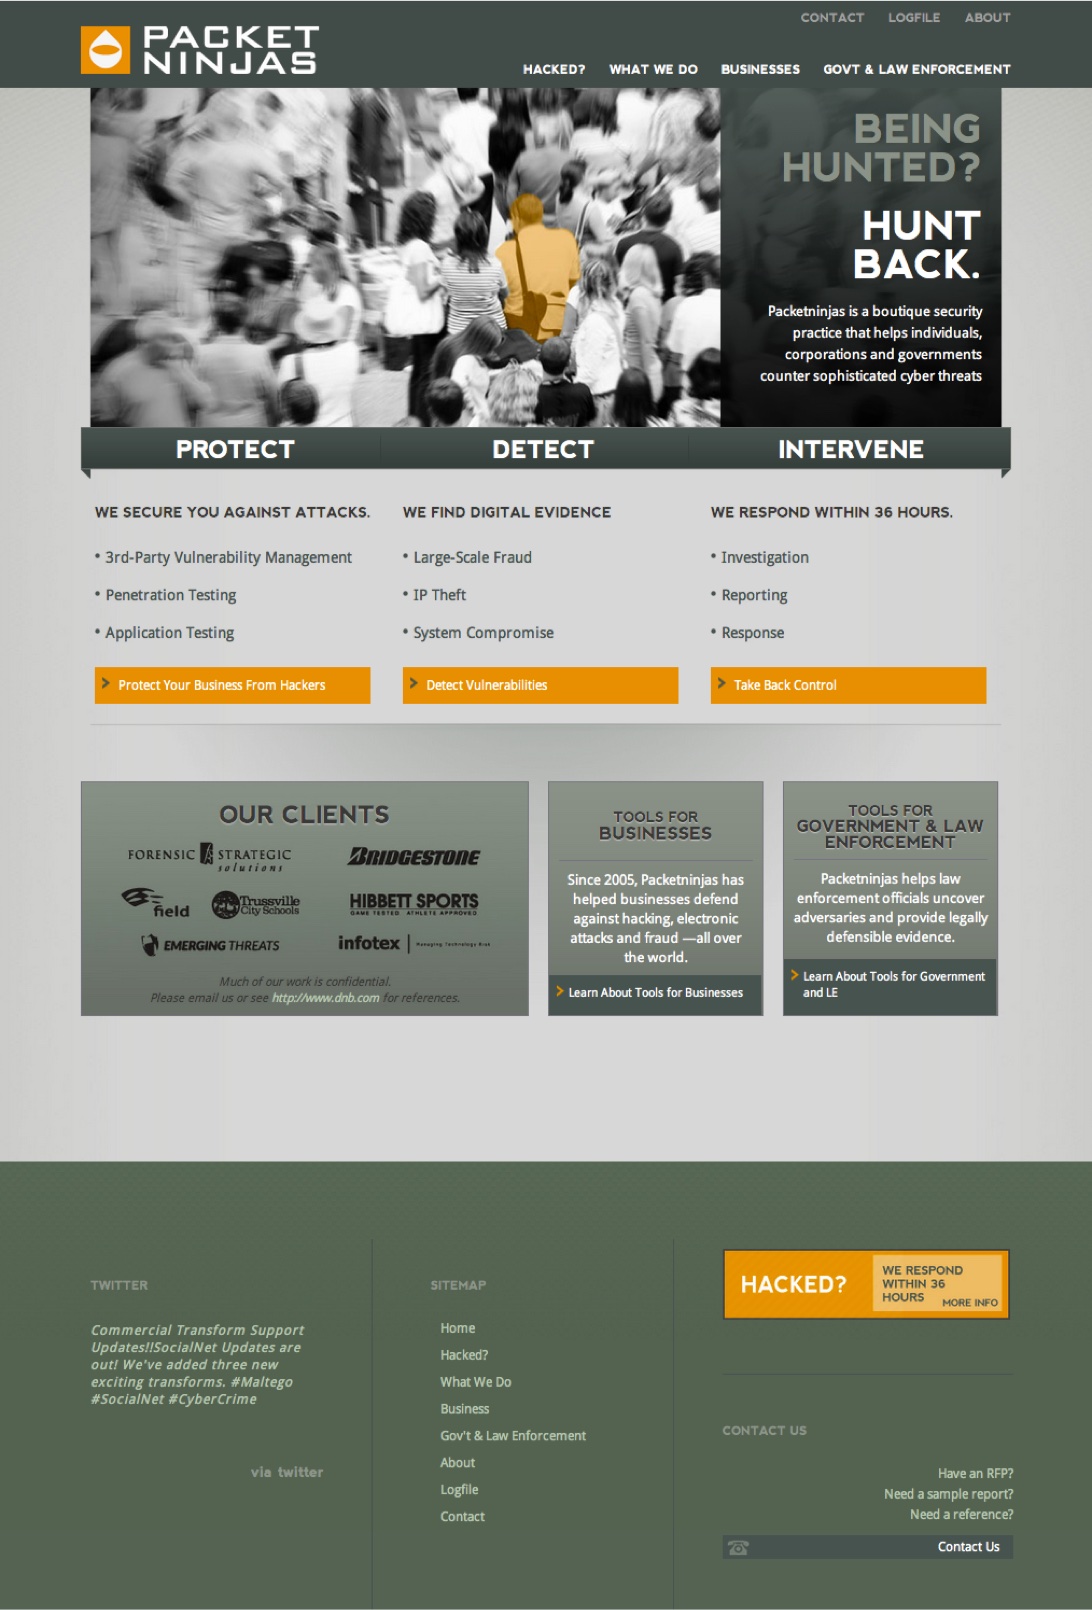 CONTACT LOGFILE ABOUT
PACKET
NINJAS
HACKED? WHAT WE DO BUSINESSES GOVT & LAW ENFORCEMENT
BEING
HUNTED?
HUNT
BACK.
Packetninjas is a boutique security
practice that helps individuals,
corporations and governments
counter sophisticated cyber threats
PROTECT DETECT INTERVENE
WE SECURE YOU AGAINST ATTACKS.
• 3rd-Party Vulnerability Management
• Penetration Testing
• Application Testing
Protect Your Business From Hackers
WE FIND DIGITAL EVIDENCE
• Large-Scale Fraud
• IP Theft
• System Compromise
Detect Vulnerabilities
WE RESPOND WITHIN 36 HOURS.
• Investigation
• Reporting
• Response
Take Back Control
OUR CLIENTS
FORENSIC STRATEGIC
solutions
BRIDGESTONE
field
Trussville
City Schools
HIBBETT SPORTS
GAME TESTED. ATHLETE APPROVED.
EMERGING THREATS
infotex | Managing Technology Risk
Much of our work is confidential.
Please email us or see http://www.dnb.com for references.
TOOLS FOR
BUSINESSES
Since 2005, Packetninjas has
helped businesses defend
against hacking, electronic
attacks and fraud —all over
the world.
Learn About Tools for Businesses
TOOLS FOR
GOVERNMENT & LAW
ENFORCEMENT
Packetninjas helps law
enforcement officials uncover
adversaries and provide legally
defensible evidence.
Learn About Tools for Government
and LE
TWITTER
Commercial Transform Support
Updates!!SocialNet Updates are
out! We've added three new
exciting transforms. #Maltego
#SocialNet #CyberCrime
via twitter
SITEMAP
Home
Hacked?
What We Do
Business
Gov't & Law Enforcement
About
Logfile
Contact
HACKED?
WE RESPOND
WITHIN 36
HOURS
MORE INFO
CONTACT US
Have an RFP?
Need a sample report?
Need a reference?
Contact Us